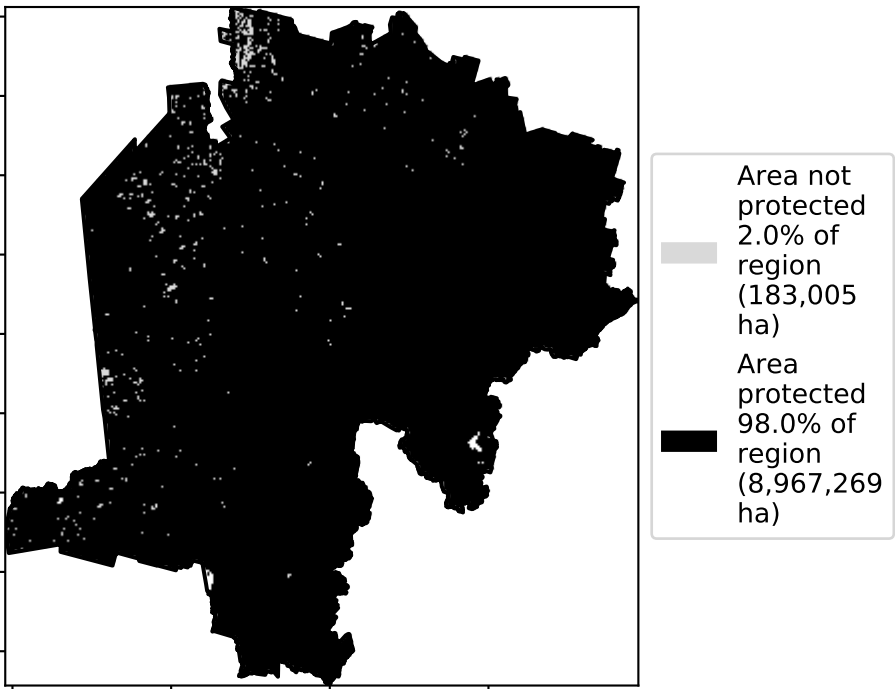 Area not
protected
2.0% of
region
(183,005
ha)
Area
protected
98.0% of
region
(8,967,269
ha)